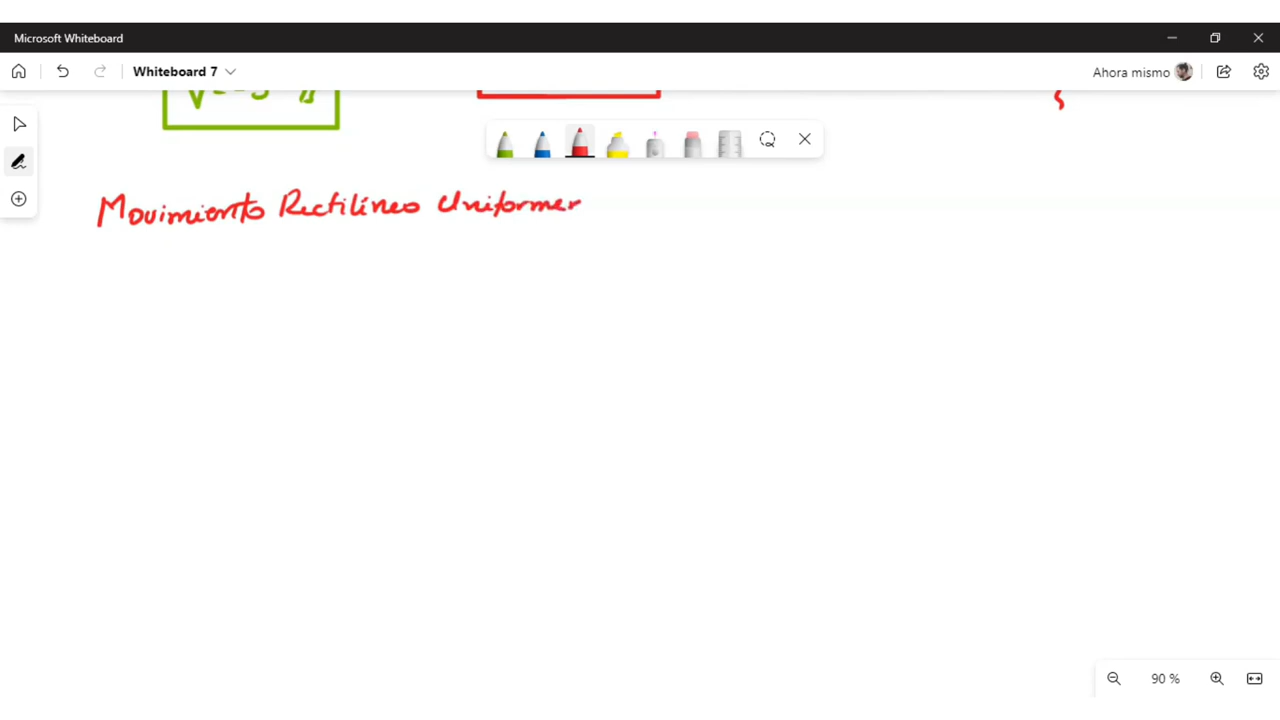 Microsoft Whiteboard
Whiteboard 7
Ahora mismo
Movimiento Rectilíneo Uniformer
90 %